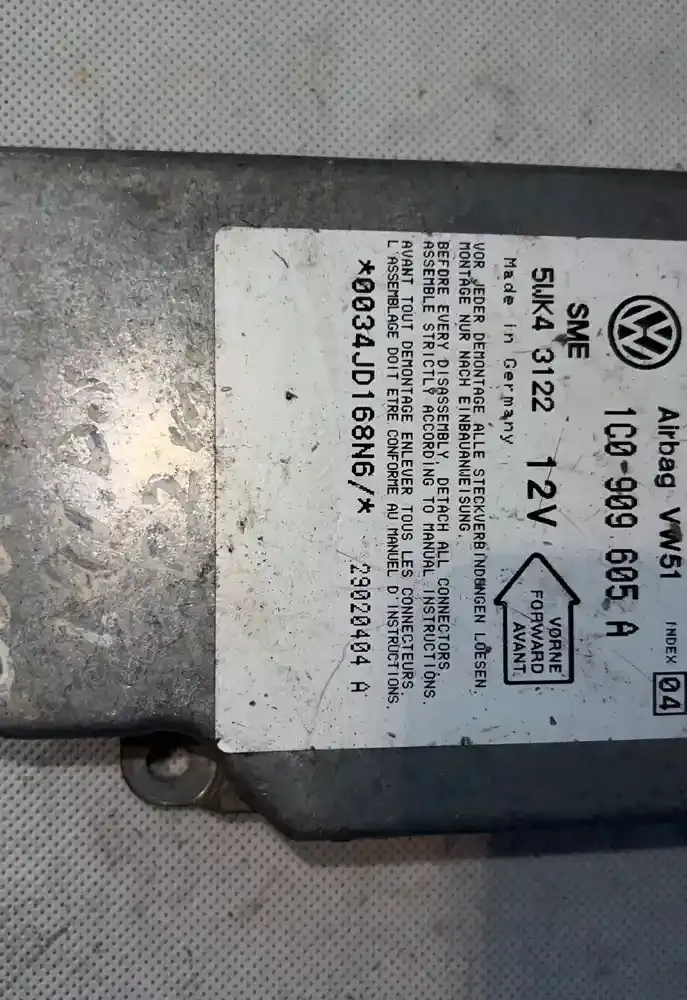 Airbag VW51 INDEX 04
1C0 909 605 A
SME
5WK4 3122 12V
VORNE
FORWARD
AVANT
Made in Germany
VOR JEDER DEMONTAGE ALLE STECKVERBINDUNGEN LOESEN.
MONTAGE NUR NACH EINBAUANWEISUNG.
BEFORE EVERY DISASSEMBLY, DETACH ALL CONNECTORS,
ASSEMBLE STRICTLY ACCORDING TO MANUAL INSTRUCTIONS.
AVANT TOUT DEMONTAGE ENLEVER TOUS LES CONNECTEURS
L'ASSEMBLAGE DOIT ETRE CONFORME AU MANUEL D'INSTRUCTIONS.
*0034JD168N6/* 29020404 A